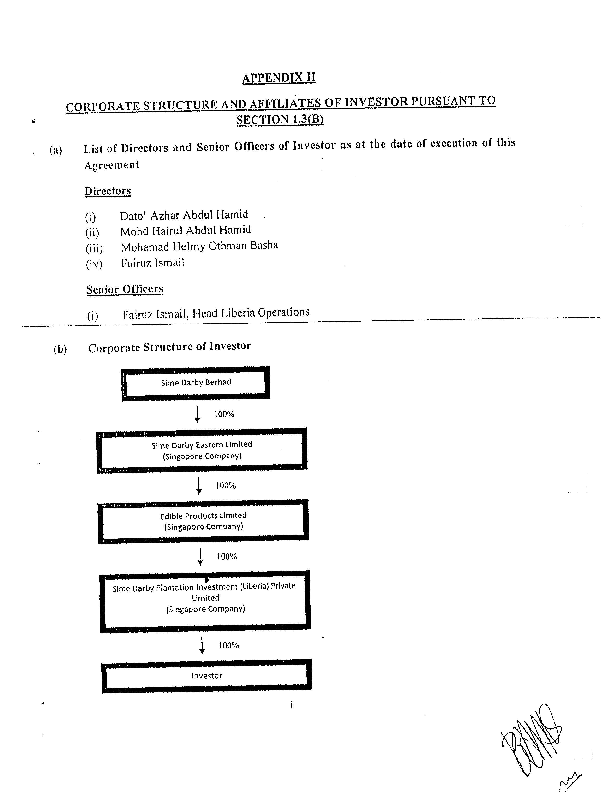 APPENDIX II
CORPORATE STRUCTURE AND AFFILIATES OF INVESTOR PURSUANT TO
SECTION 1.3(B)
(a) List of Directors and Senior Officers of Investor as at the date of execution of this
Agreement
Directors
(i) Dato' Azhar Abdul Hamid
(ii) Mohd Hairul Abdul Hamid
(iii) Mohamad Helmy Othman Basha
(iv) Fairuz Ismail
Senior Officers
(i) Fairuz Ismail, Head Liberia Operations
(b) Corporate Structure of Investor
Sime Darby Berhad
100%
Sime Darby Eastern Limited
(Singapore Company)
100%
Edible Products Limited
(Singapore Company)
100%
Sime Darby Plantation Investment (Liberia) Private
Limited
(Singapore Company)
100%
Investor
i